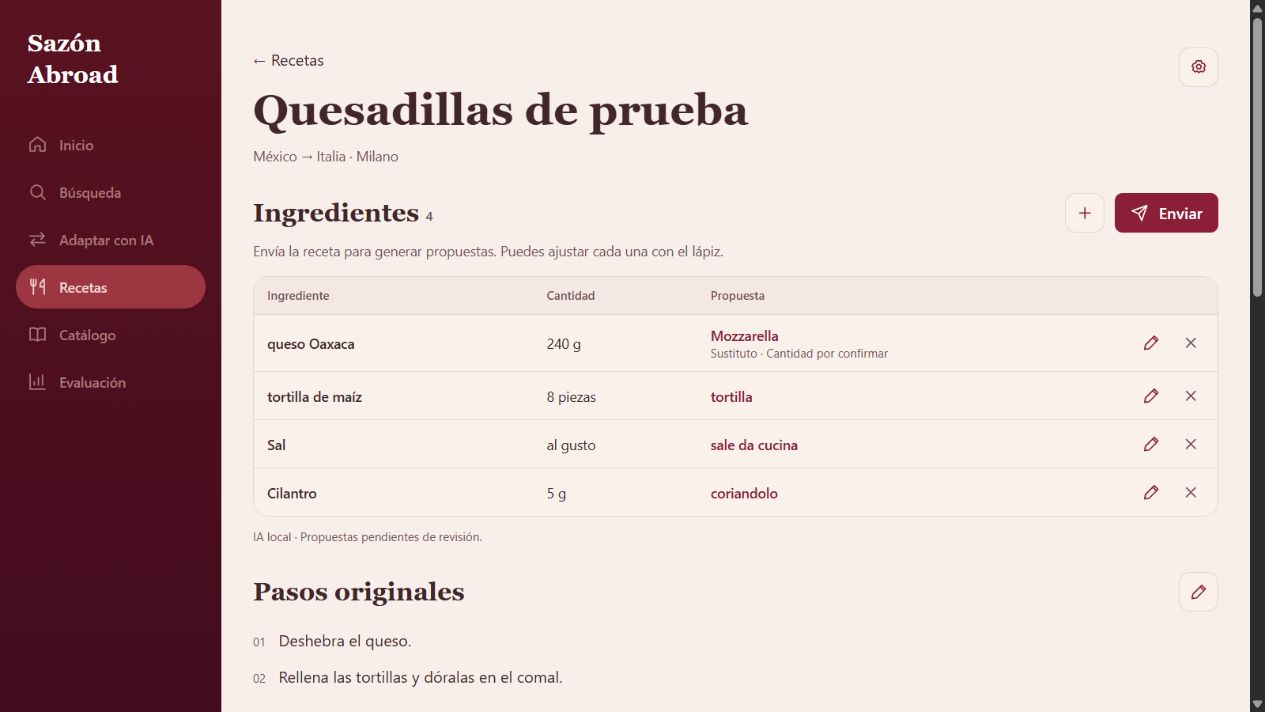 Sazón
Abroad
Inicio
Búsqueda
Adaptar con IA
Recetas
Catálogo
Evaluación
← Recetas
Quesadillas de prueba
México → Italia · Milano
Ingredientes 4
Enviar
Envía la receta para generar propuestas. Puedes ajustar cada una con el lápiz.
Ingrediente Cantidad Propuesta
queso Oaxaca 240 g Mozzarella
Sustituto · Cantidad por confirmar
tortilla de maíz 8 piezas tortilla
Sal al gusto sale da cucina
Cilantro 5 g coriandolo
IA local · Propuestas pendientes de revisión.
Pasos originales
01 Deshebra el queso.
02 Rellena las tortillas y dóralas en el comal.